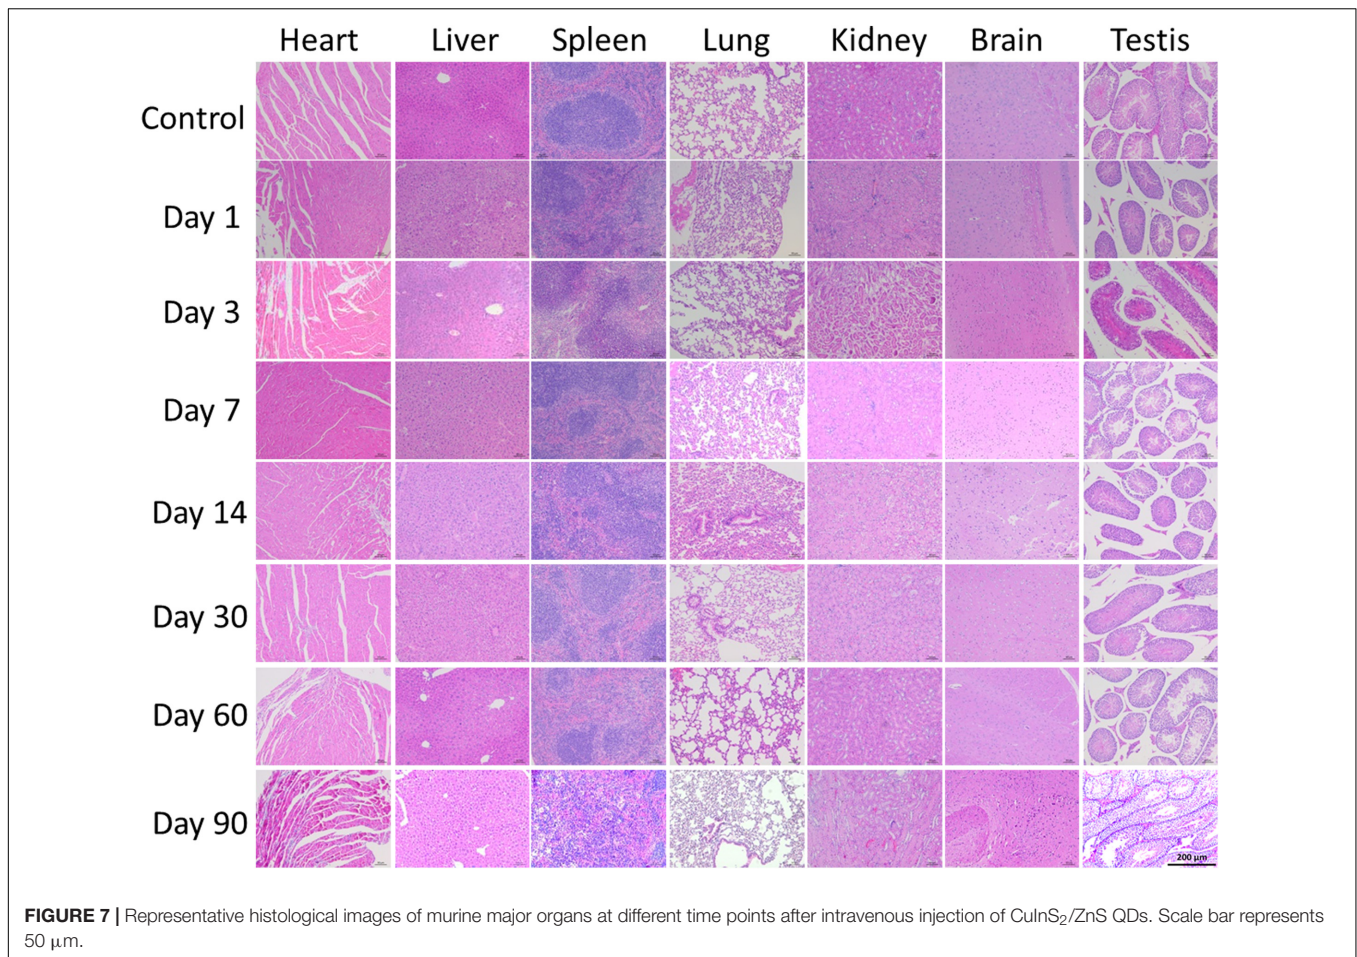 Heart Liver Spleen Lung Kidney Brain Testis
Control
Day 1
Day 3
Day 7
Day 14
Day 30
Day 60
Day 90
200 μm
FIGURE 7 | Representative histological images of murine major organs at different time points after intravenous injection of CuInS₂/ZnS QDs. Scale bar represents
50 μm.